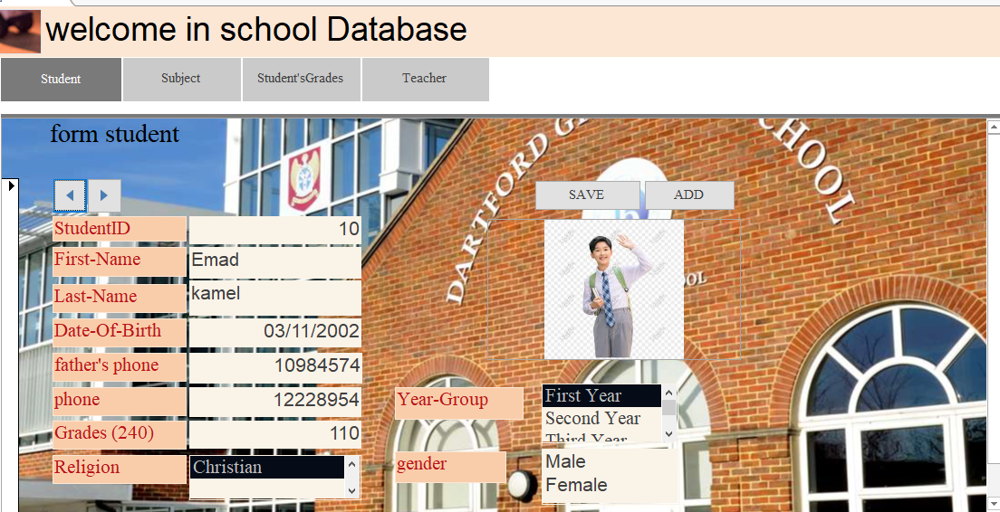 welcome in school Database
Student Subject Student'sGrades Teacher
form student
SAVE ADD
StudentID 10
First-Name Emad
Last-Name kamel
Date-Of-Birth 03/11/2002
father's phone 10984574
phone 12228954
Grades (240) 110
Religion Christian
Year-Group First Year
Second Year
Third Year
gender Male
Female
DARTFORD G
CHOOL
OOL